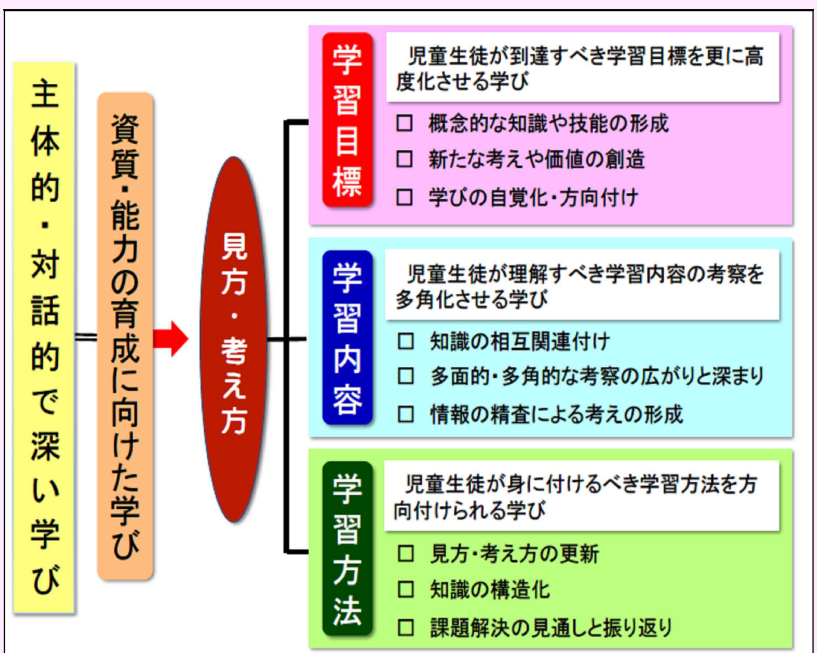 主体的・対話的で深い学び
資質・能力の育成に向けた学び
見方・考え方
学習目標
児童生徒が到達すべき学習目標を更に高
度化させる学び
□ 概念的な知識や技能の形成
□ 新たな考えや価値の創造
□ 学びの自覚化・方向付け
学習内容
児童生徒が理解すべき学習内容の考察を
多角化させる学び
□ 知識の相互関連付け
□ 多面的・多角的な考察の広がりと深まり
□ 情報の精査による考えの形成
学習方法
児童生徒が身に付けるべき学習方法を方
向付けられる学び
□ 見方・考え方の更新
□ 知識の構造化
□ 課題解決の見通しと振り返り